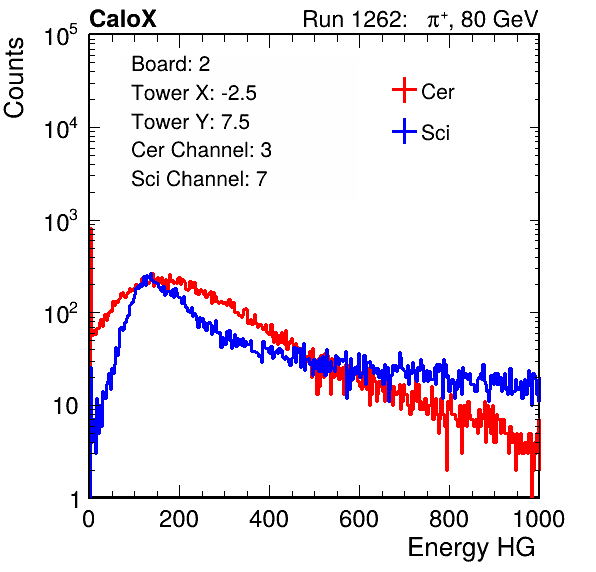 CaloX Run 1262: π⁺, 80 GeV
Counts
10⁵
10⁴
10³
10²
10
1
Board: 2
Tower X: -2.5
Tower Y: 7.5
Cer Channel: 3
Sci Channel: 7
Cer
Sci
0 200 400 600 800 1000
Energy HG